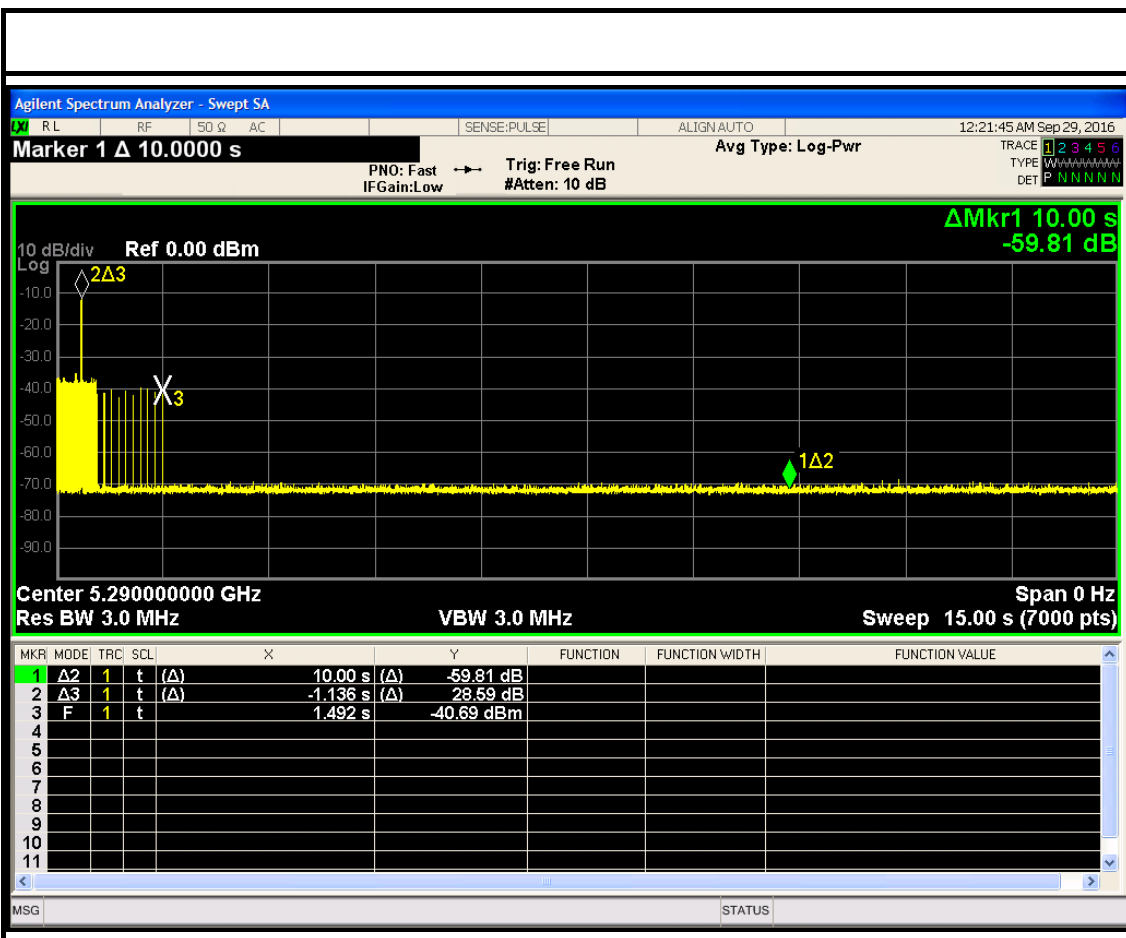 Agilent Spectrum Analyzer - Swept SA
LXI RL RF 50 Ω AC SENSE:PULSE ALIGN AUTO 12:21:45 AM Sep 29, 2016
Marker 1 Δ 10.0000 s
PNO: Fast
IFGain:Low
Trig: Free Run
#Atten: 10 dB
Avg Type: Log-Pwr
TRACE 1 2 3 4 5 6
TYPE WWWWWW
DET P N N N N N
ΔMkr1 10.00 s
-59.81 dB
10 dB/div Ref 0.00 dBm
Log
2Δ3
-10.0
-20.0
-30.0
-40.0
3
-50.0
-60.0
1Δ2
-70.0
-80.0
-90.0
Center 5.290000000 GHz Span 0 Hz
Res BW 3.0 MHz VBW 3.0 MHz Sweep 15.00 s (7000 pts)
MKR MODE TRC SCL X Y FUNCTION FUNCTION WIDTH FUNCTION VALUE
1 Δ2 1 t (Δ) 10.00 s (Δ) -59.81 dB
2 Δ3 1 t (Δ) -1.136 s (Δ) 28.59 dB
3 F 1 t 1.492 s -40.69 dBm
4
5
6
7
8
9
10
11
MSG STATUS